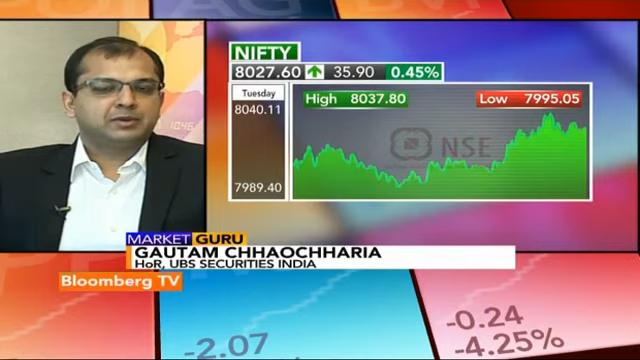 NIFTY
8027.60 35.90 0.45%
Tuesday
8040.11
7989.40
High 8037.80
Low 7995.05
NSE
MARKET GURU
GAUTAM CHHAOCHHARIA
HoR, UBS SECURITIES INDIA
Bloomberg TV
-2.07
-0.24
-4.25%